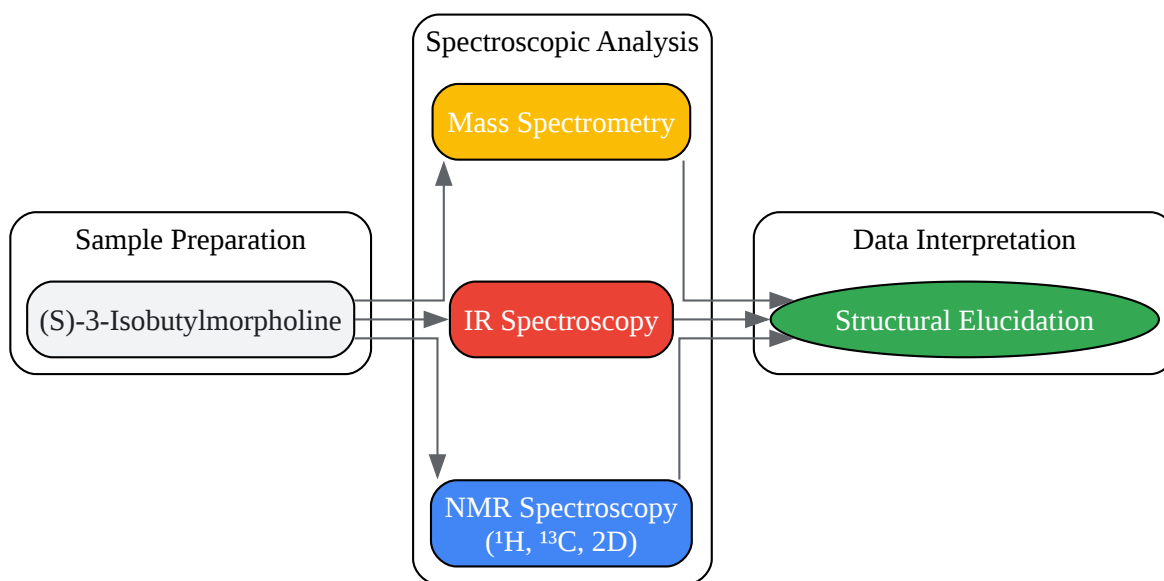 Sample Preparation
(S)-3-Isobutylmorpholine
Spectroscopic Analysis
Mass Spectrometry
IR Spectroscopy
NMR Spectroscopy
(¹H, ¹³C, 2D)
Data Interpretation
Structural Elucidation